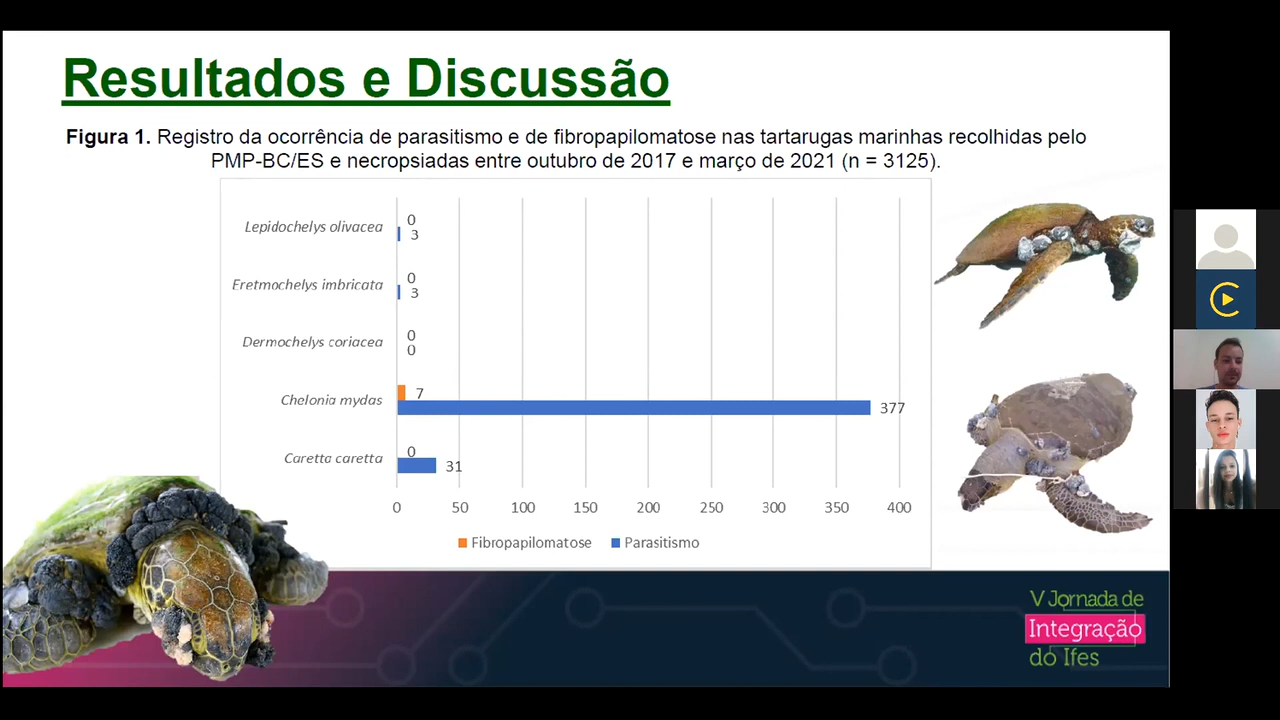 Resultados e Discussão
Figura 1. Registro da ocorrência de parasitismo e de fibropapilomatose nas tartarugas marinhas recolhidas pelo
PMP-BC/ES e necropsiadas entre outubro de 2017 e março de 2021 (n = 3125).
Lepidochelys olivacea
0
3
Eretmochelys imbricata
0
3
Dermochelys coriacea
0
0
Chelonia mydas
7
377
Caretta caretta
0
31
0 50 100 150 200 250 300 350 400
Fibropapilomatose Parasitismo
V Jornada de
Integração
do Ifes